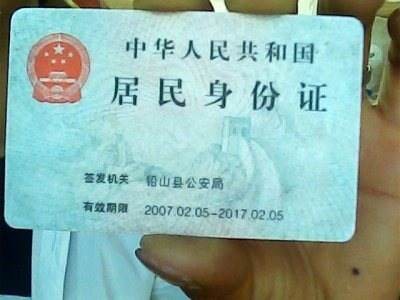 中华人民共和国
居民身份证
签发机关 铅山县公安局
有效期限 2007.02.05-2017.02.05